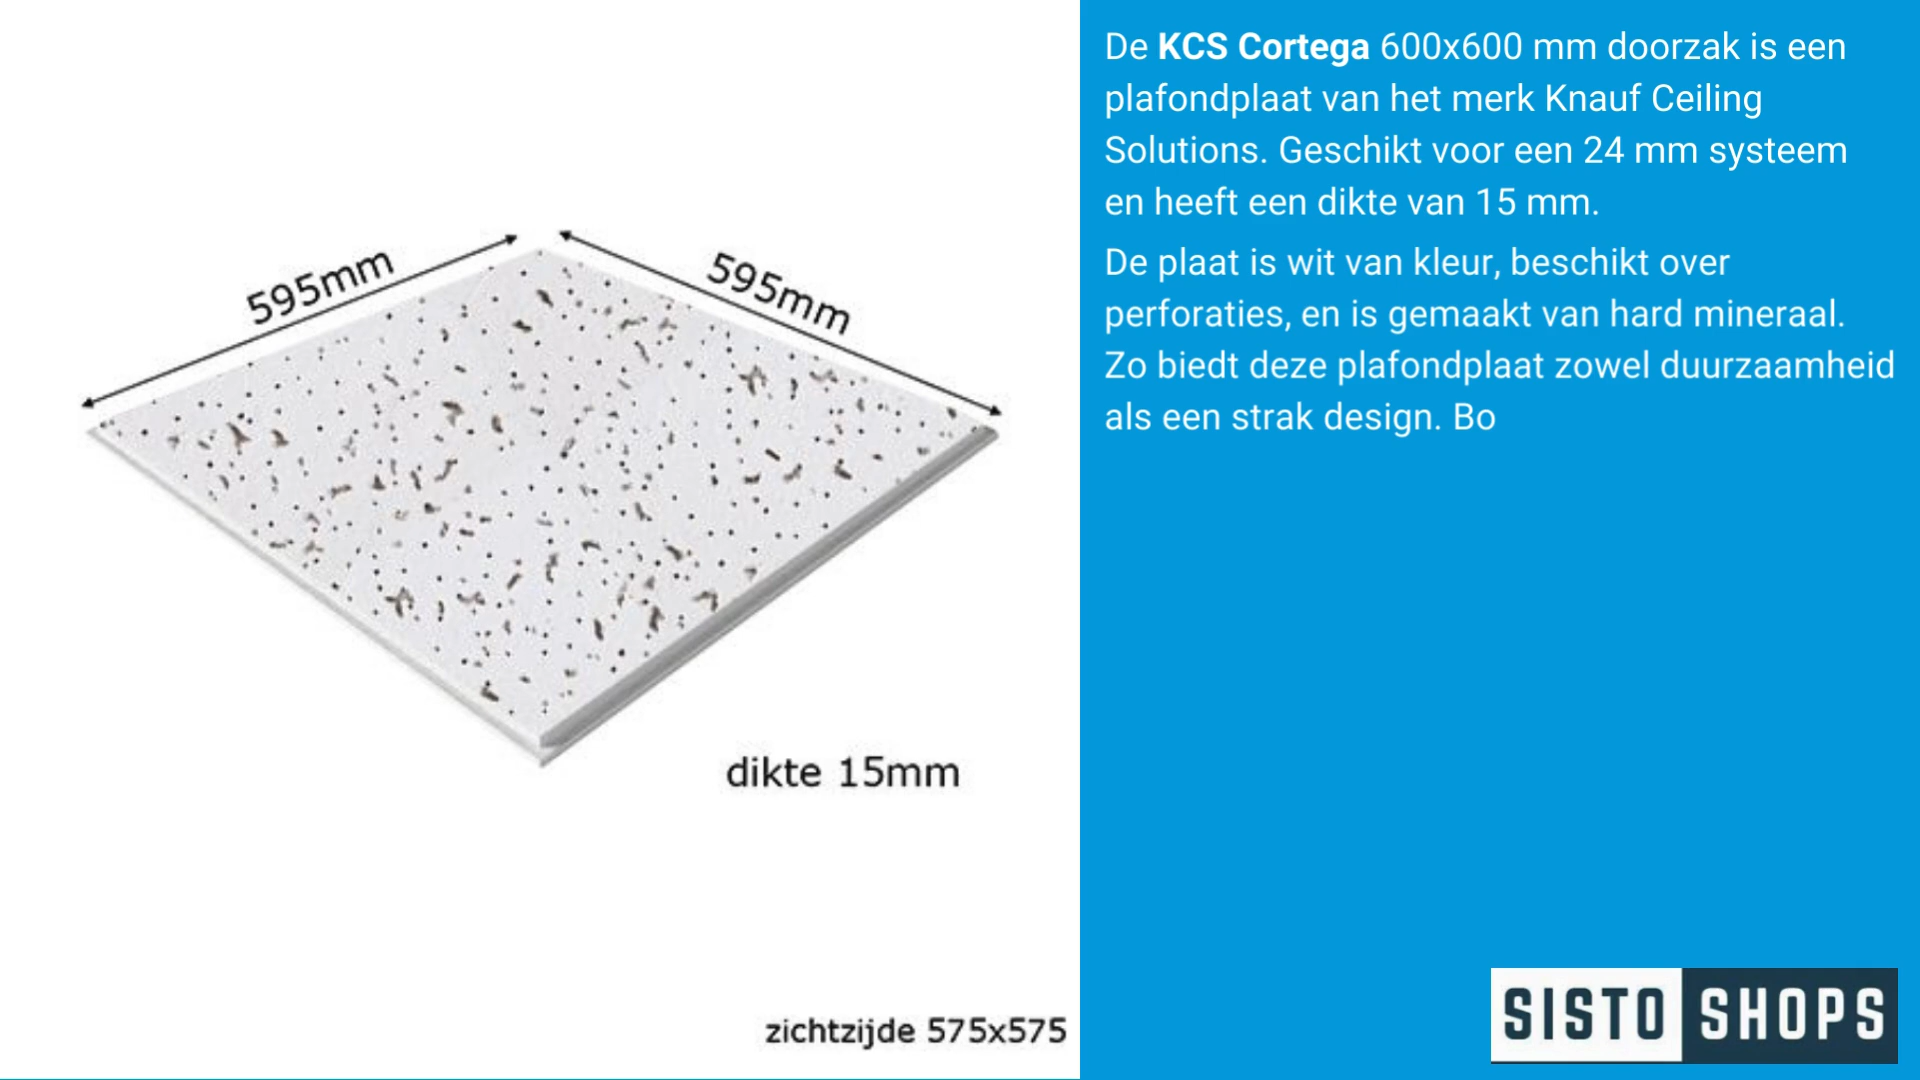 595mm
595mm
dikte 15mm
zichtzijde 575x575
De KCS Cortega 600x600 mm doorzak is een
plafondplaat van het merk Knauf Ceiling
Solutions. Geschikt voor een 24 mm systeem
en heeft een dikte van 15 mm.
De plaat is wit van kleur, beschikt over
perforaties, en is gemaakt van hard mineraal.
Zo biedt deze plafondplaat zowel duurzaamheid
als een strak design. Bo
SISTO SHOPS